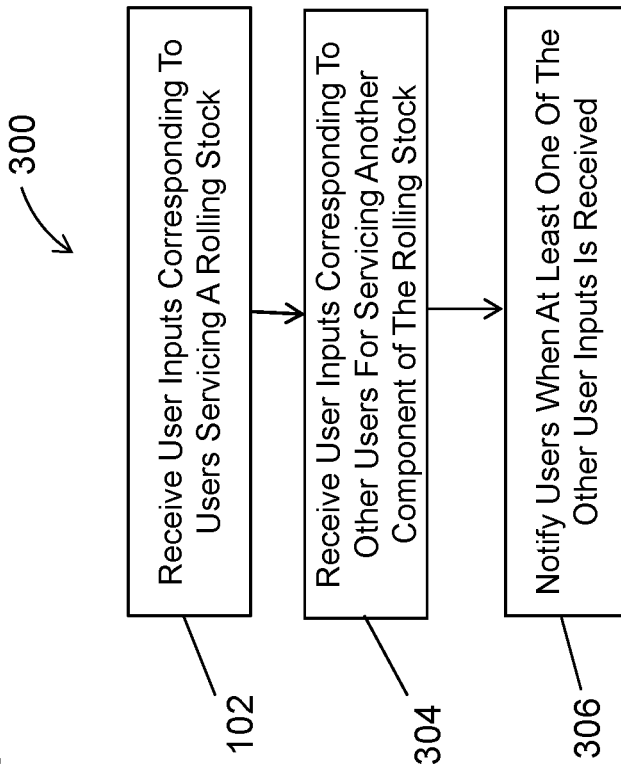 300
Receive User Inputs Corresponding To
Users Servicing A Rolling Stock
102
Receive User Inputs Corresponding To
Other Users For Servicing Another
Component of The Rolling Stock
304
Notify Users When At Least One Of The
Other User Inputs Is Received
306